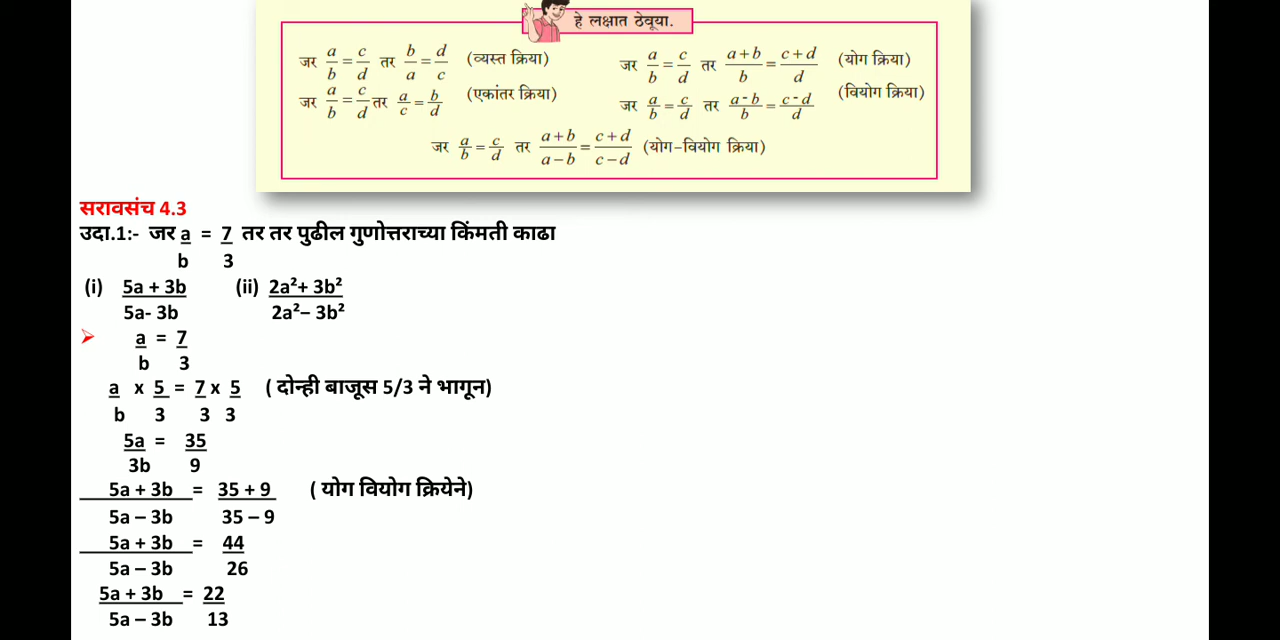 हे लक्षात ठेवूया.
जर a/b = c/d तर b/a = d/c (व्यस्त क्रिया)
जर a/b = c/d तर a+b/b = c+d/d (योग क्रिया)
जर a/b = c/d तर a/c = b/d (एकांतर क्रिया)
जर a/b = c/d तर a-b/b = c-d/d (वियोग क्रिया)
जर a/b = c/d तर a+b/a−b = c+d/c−d (योग-वियोग क्रिया)
सरावसंच 4.3
उदा.1:- जर a = 7 तर तर पुढील गुणोत्तराच्या किंमती काढा
b 3
(i) 5a + 3b (ii) 2a²+ 3b²
5a- 3b 2a²– 3b²
a = 7
b 3
a x 5 = 7 x 5 ( दोन्ही बाजूस 5/3 ने भागून)
b 3 3 3
5a = 35
3b 9
5a + 3b = 35 + 9 ( योग वियोग क्रियेने)
5a – 3b 35 – 9
5a + 3b = 44
5a – 3b 26
5a + 3b = 22
5a – 3b 13